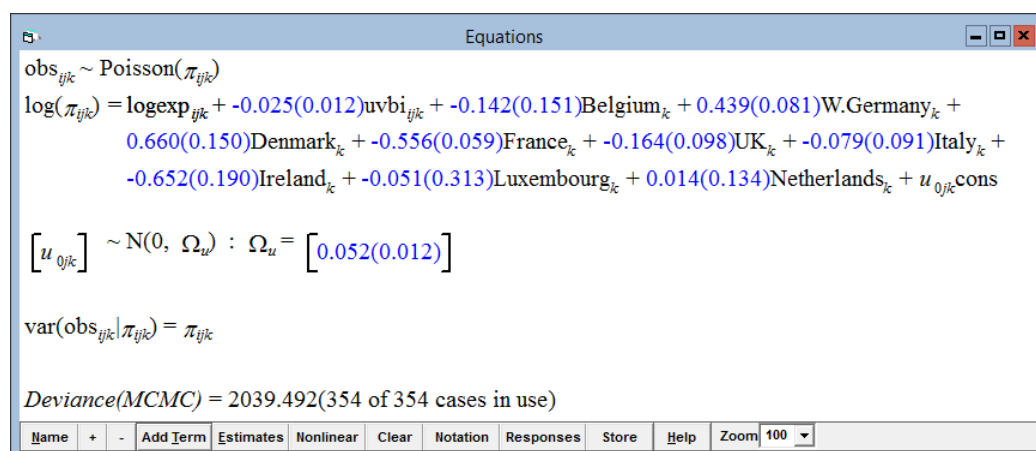 Equations
obs_ijk ~ Poisson(π_ijk)
log(π_ijk) = logexp_ijk + -0.025(0.012)uvbi_ijk + -0.142(0.151)Belgium_k + 0.439(0.081)W.Germany_k +
0.660(0.150)Denmark_k + -0.556(0.059)France_k + -0.164(0.098)UK_k + -0.079(0.091)Italy_k +
-0.652(0.190)Ireland_k + -0.051(0.313)Luxembourg_k + 0.014(0.134)Netherlands_k + u_0jk cons
[u_0jk] ~ N(0, Ω_u) : Ω_u = [0.052(0.012)]
var(obs_ijk|π_ijk) = π_ijk
Deviance(MCMC) = 2039.492(354 of 354 cases in use)
Name + - Add Term Estimates Nonlinear Clear Notation Responses Store Help Zoom 100